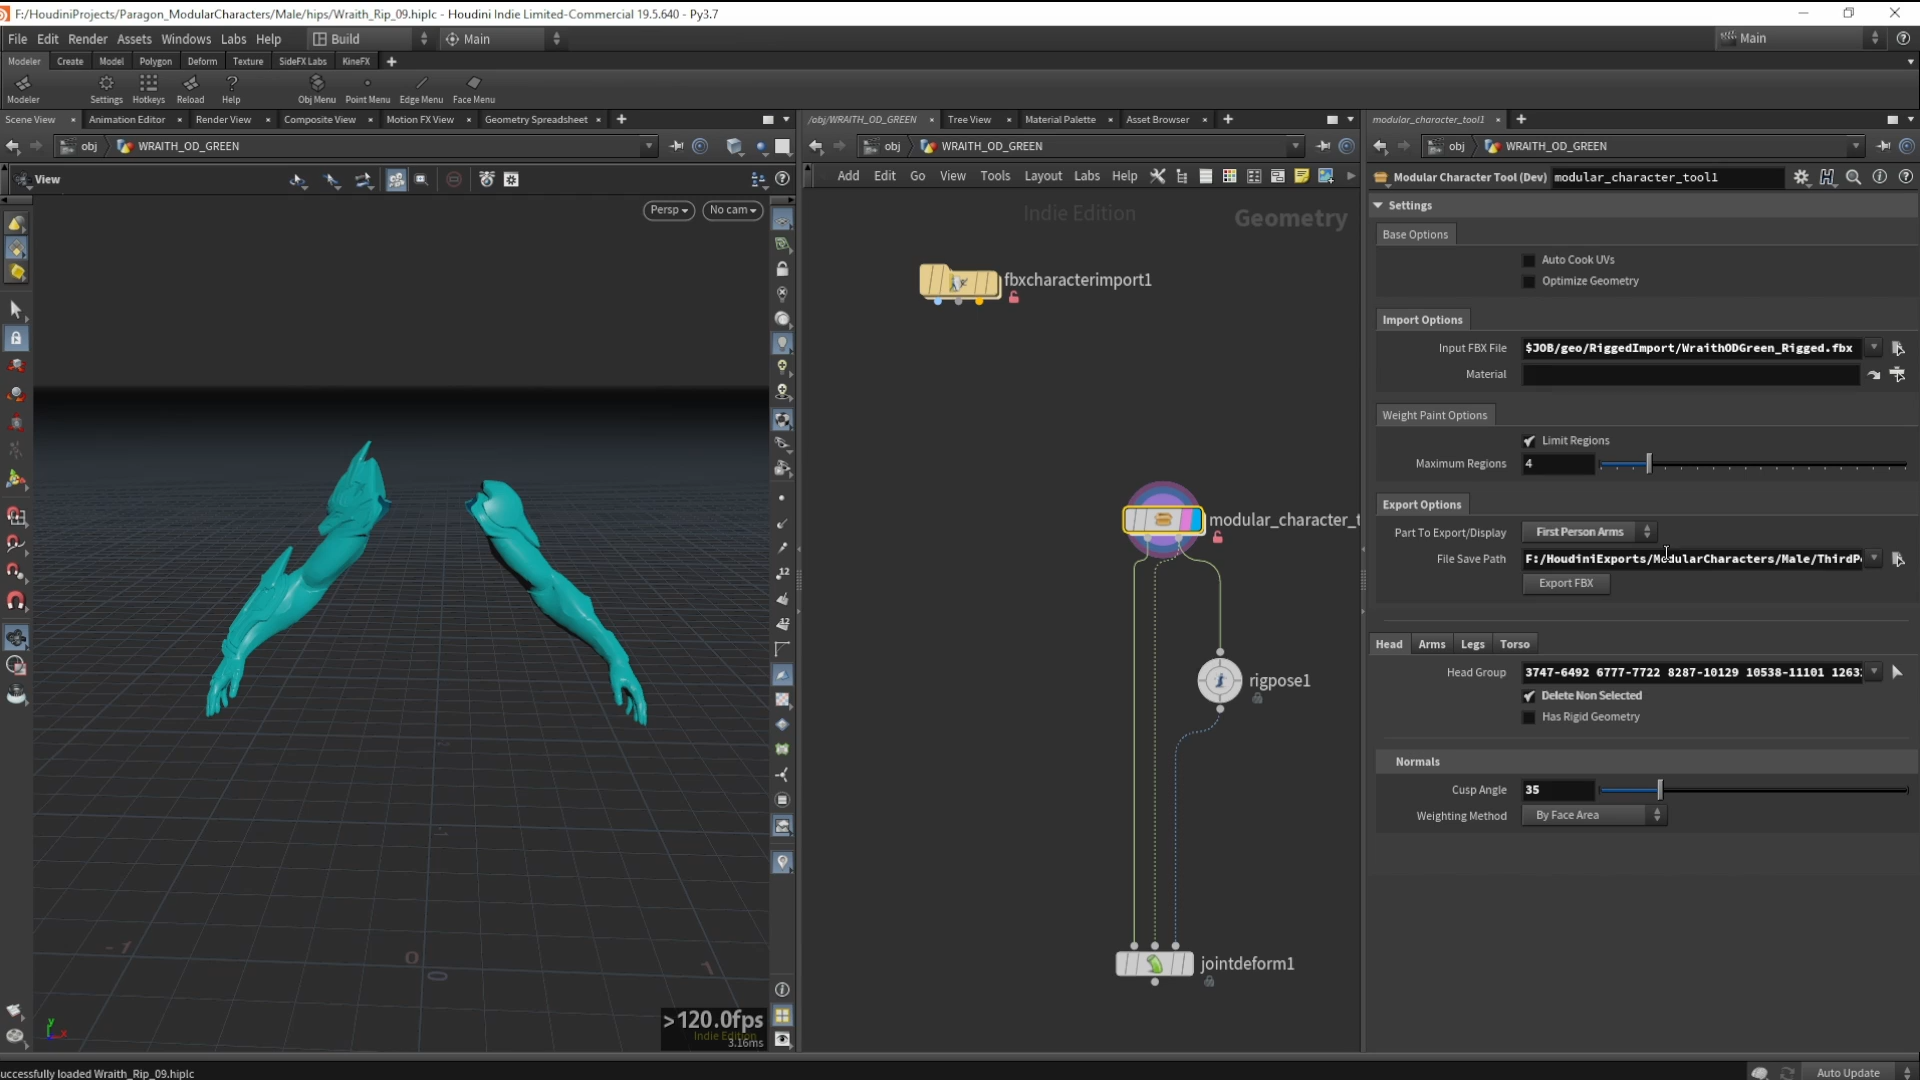 F:/HoudiniProjects/Paragon_ModularCharacters/Male/hips/Wraith_Rip_09.hiplc - Houdini Indie Limited-Commercial 19.5.640 - Py3.7
File Edit Render Assets Windows Labs Help Build Main Main
Modeler Create Model Polygon Deform Texture SideFX Labs KineFX
Modeler Settings Hotkeys Reload Help Obj Menu Point Menu Edge Menu Face Menu
Scene View Animation Editor Render View Composite View Motion FX View Geometry Spreadsheet
obj WRAITH_OD_GREEN
View
Persp No cam
12
12
-1 0 1
0
y x
>120.0fps
Indie Edition
3.16ms
/obj/WRAITH_OD_GREEN Tree View Material Palette Asset Browser
obj WRAITH_OD_GREEN
Add Edit Go View Tools Layout Labs Help
Indie Edition Geometry
fbxcharacterimport1
modular_character_t
rigpose1
jointdeform1
modular_character_tool1
obj WRAITH_OD_GREEN
Modular Character Tool (Dev) modular_character_tool1
Settings
Base Options
Auto Cook UVs
Optimize Geometry
Import Options
Input FBX File $JOB/geo/RiggedImport/WraithODGreen_Rigged.fbx
Material
Weight Paint Options
Limit Regions
Maximum Regions 4
Export Options
Part To Export/Display First Person Arms
File Save Path F:/HoudiniExports/ModularCharacters/Male/ThirdP
Export FBX
Head Arms Legs Torso
Head Group 3747-6492 6777-7722 8287-10129 10538-11101 1263
Delete Non Selected
Has Rigid Geometry
Normals
Cusp Angle 35
Weighting Method By Face Area
uccessfully loaded Wraith_Rip_09.hiplc
Auto Update